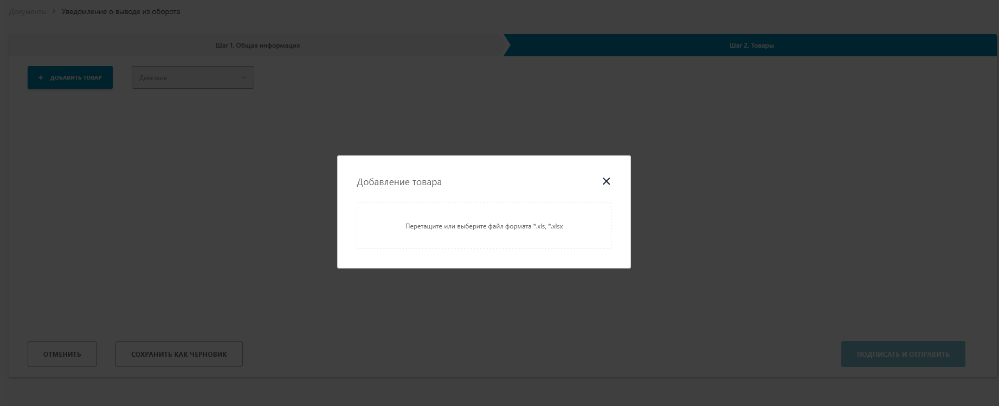 Документы > Уведомление о выводе из оборота
Шаг 1. Общая информация
Шаг 2. Товары
+ ДОБАВИТЬ ТОВАР
Действие
Добавление товара
Перетащите или выберите файл формата *.xls, *.xlsx
ОТМЕНИТЬ
СОХРАНИТЬ КАК ЧЕРНОВИК
ПОДПИСАТЬ И ОТПРАВИТЬ